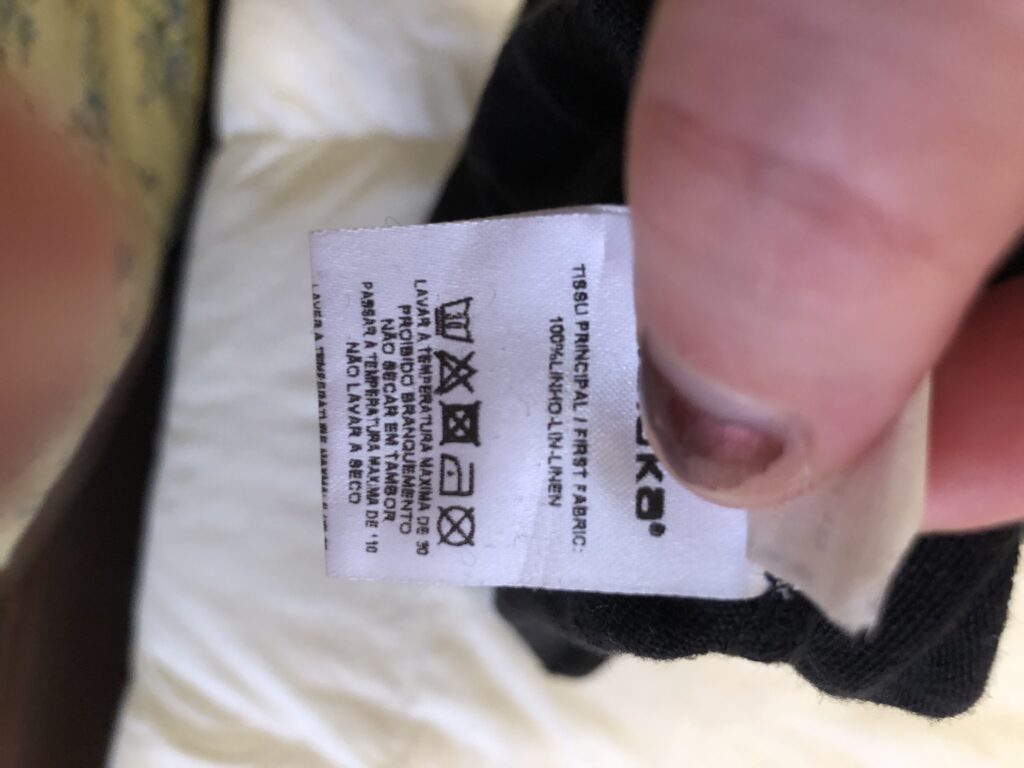 TISSU PRINCIPAL / FIRST FABRIC:
100%LINHO-LIN-LINEN
LAVAR A TEMPERATURA MAXIMA DE 30
PROIBIDO BRANQUEMENTO
NÃO SECAR EM TAMBOR
PASSAR A TEMPERATURA MAXIMA DE 110
NÃO LAVAR A SECO